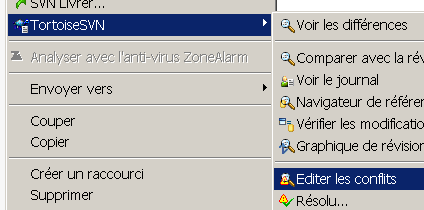 SVN Livrer...
TortoiseSVN
Analyser avec l'anti-virus ZoneAlarm
Envoyer vers
Couper
Copier
Créer un raccourci
Supprimer
Voir les différences
Comparer avec la rév
Voir le journal
Navigateur de référer
Vérifier les modificatio
Graphique de révision
Editer les conflits
Résolu...